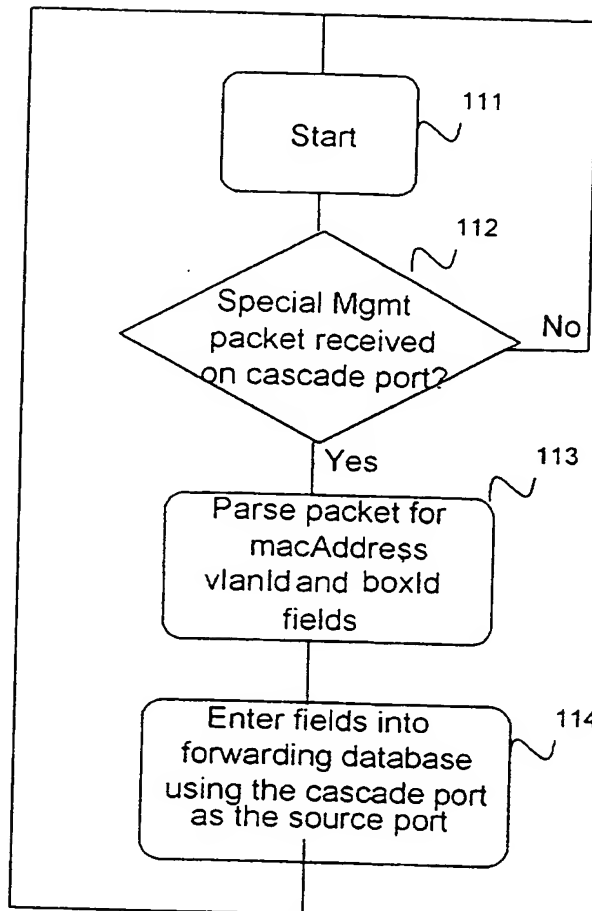 111
Start
112
Special Mgmt
packet received
on cascade port?
No
Yes
113
Parse packet for
macAddress
vlanId and boxId
fields
114
Enter fields into
forwarding database
using the cascade port
as the source port